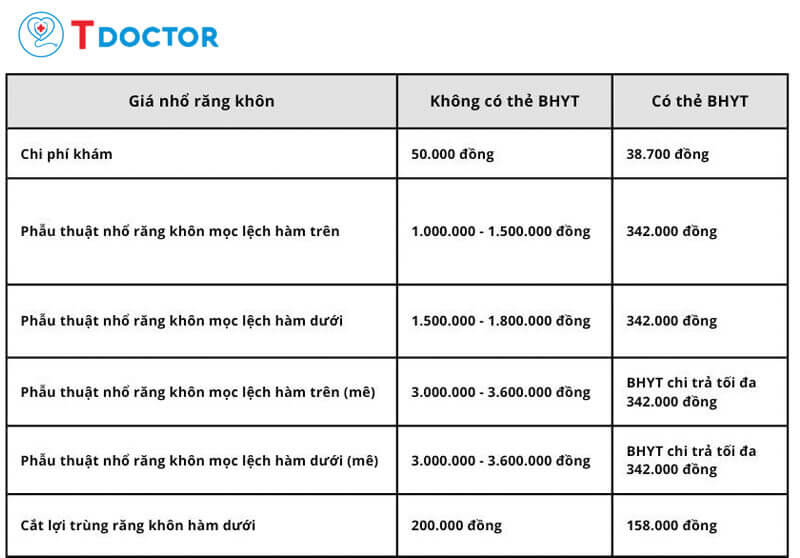 T DOCTOR
Giá nhổ răng khôn Không có thẻ BHYT Có thẻ BHYT
Chi phí khám 50.000 đồng 38.700 đồng
Phẫu thuật nhổ răng khôn mọc lệch hàm trên 1.000.000 - 1.500.000 đồng 342.000 đồng
Phẫu thuật nhổ răng khôn mọc lệch hàm dưới 1.500.000 - 1.800.000 đồng 342.000 đồng
Phẫu thuật nhổ răng khôn mọc lệch hàm trên (mê) 3.000.000 - 3.600.000 đồng BHYT chi trả tối đa
342.000 đồng
Phẫu thuật nhổ răng khôn mọc lệch hàm dưới (mê) 3.000.000 - 3.600.000 đồng BHYT chi trả tối đa
342.000 đồng
Cắt lợi trùng răng khôn hàm dưới 200.000 đồng 158.000 đồng